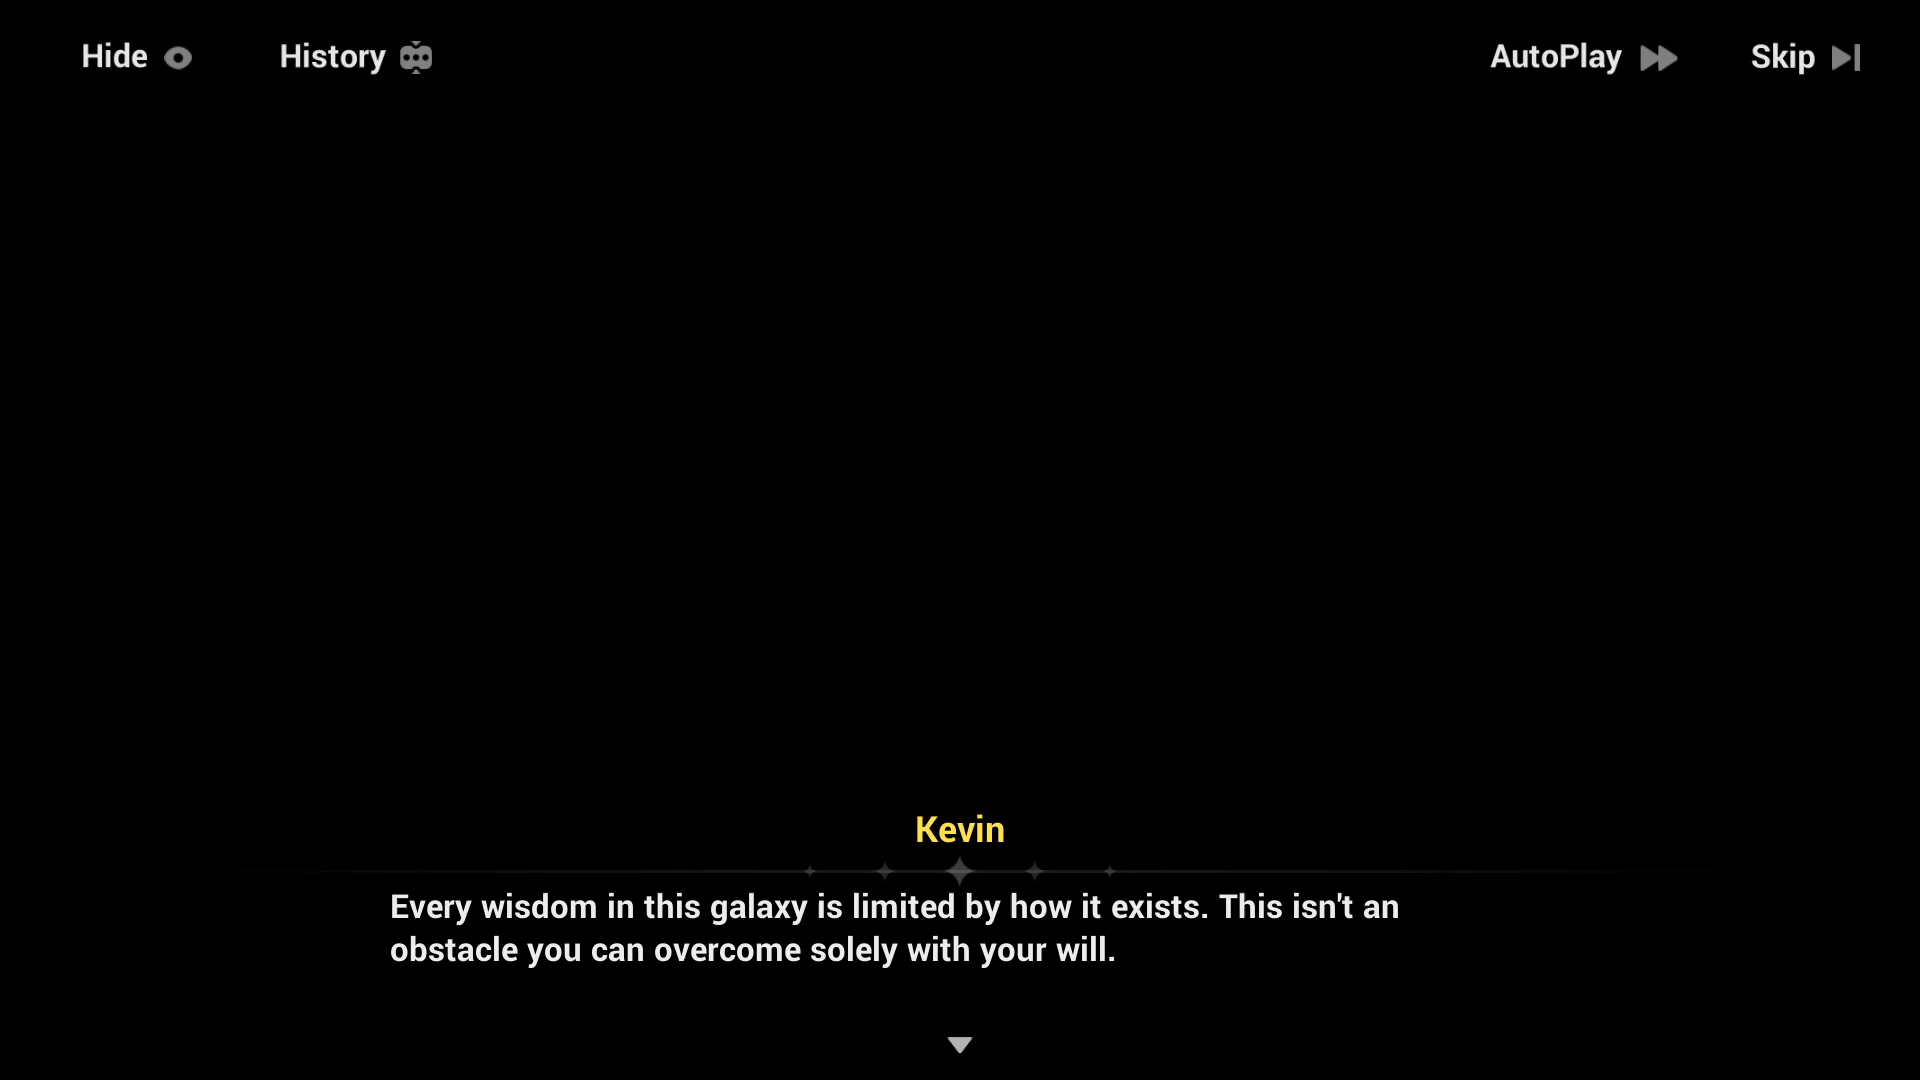 Hide
History
AutoPlay
Skip
Kevin
Every wisdom in this galaxy is limited by how it exists. This isn't an
obstacle you can overcome solely with your will.